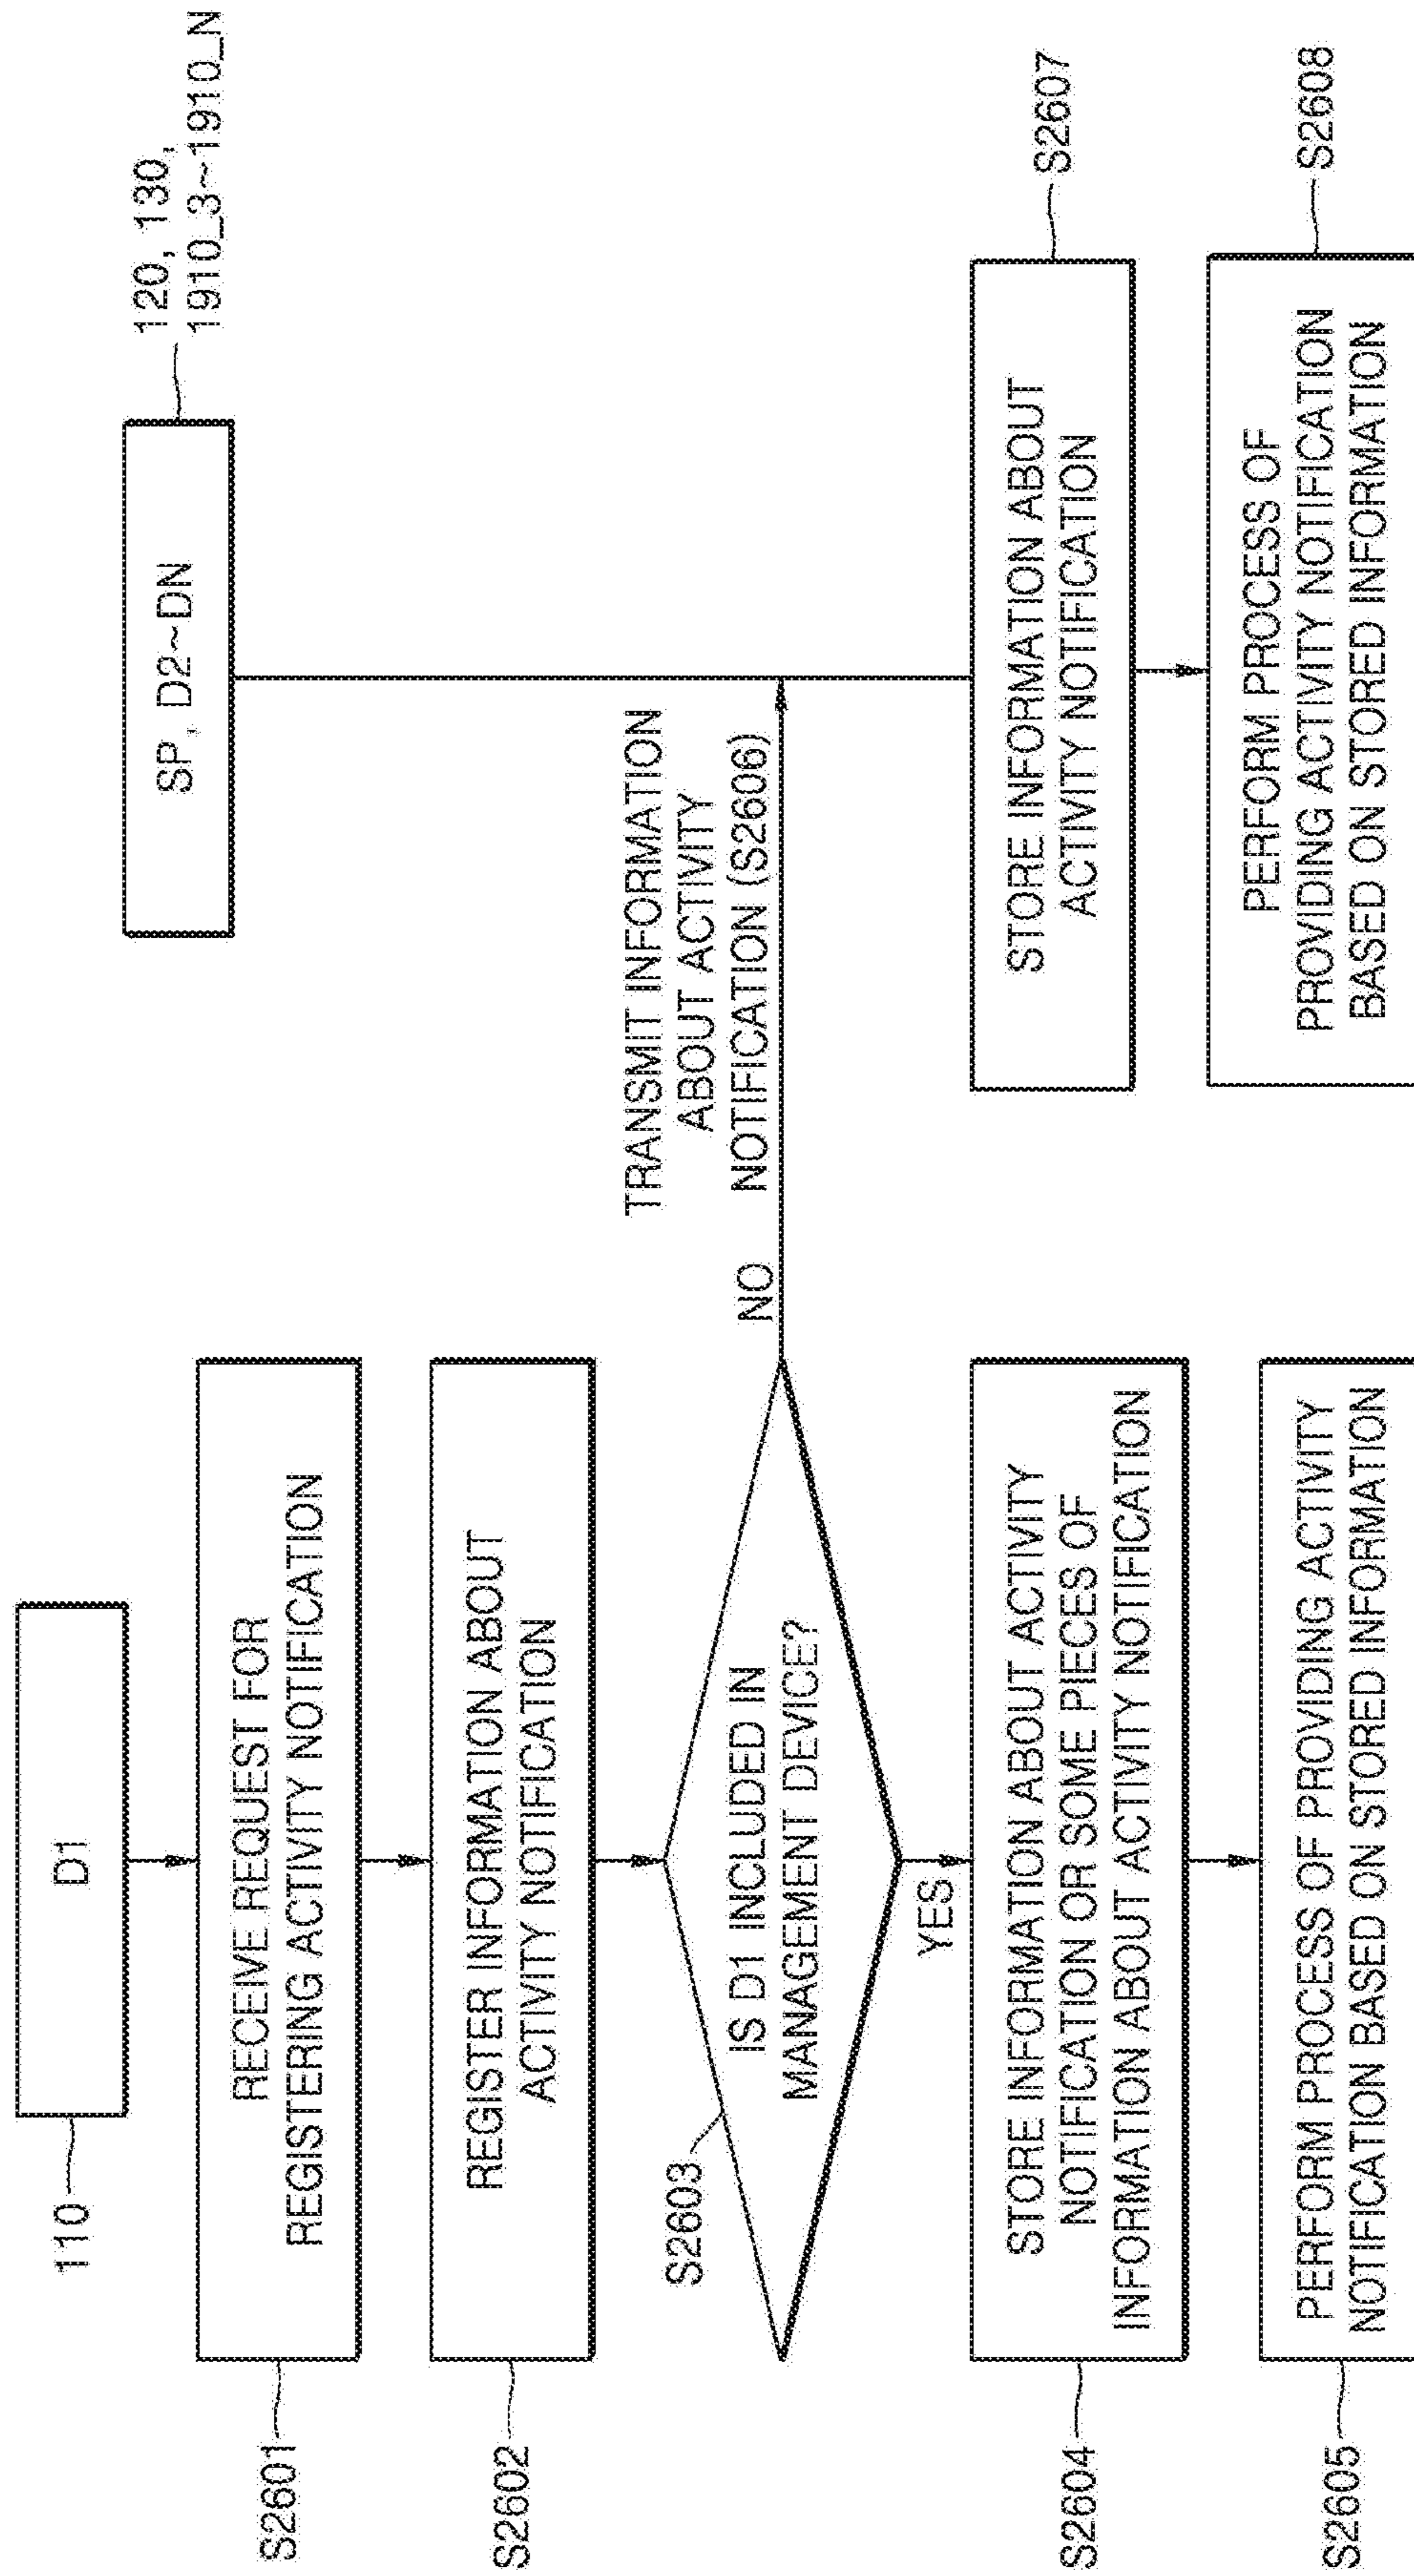 110
D1
S2601
RECEIVE REQUEST FOR
REGISTERING ACTIVITY NOTIFICATION
S2602
REGISTER INFORMATION ABOUT
ACTIVITY NOTIFICATION
S2603
IS D1 INCLUDED IN
MANAGEMENT DEVICE?
YES
NO
S2604
STORE INFORMATION ABOUT ACTIVITY
NOTIFICATION OR SOME PIECES OF
INFORMATION ABOUT ACTIVITY NOTIFICATION
S2605
PERFORM PROCESS OF PROVIDING ACTIVITY
NOTIFICATION BASED ON STORED INFORMATION
TRANSMIT INFORMATION
ABOUT ACTIVITY
NOTIFICATION (S2606)
SP, D2~DN
120, 130,
1910_3~1910_N
STORE INFORMATION ABOUT
ACTIVITY NOTIFICATION
S2607
PERFORM PROCESS OF
PROVIDING ACTIVITY NOTIFICATION
BASED ON STORED INFORMATION
S2608